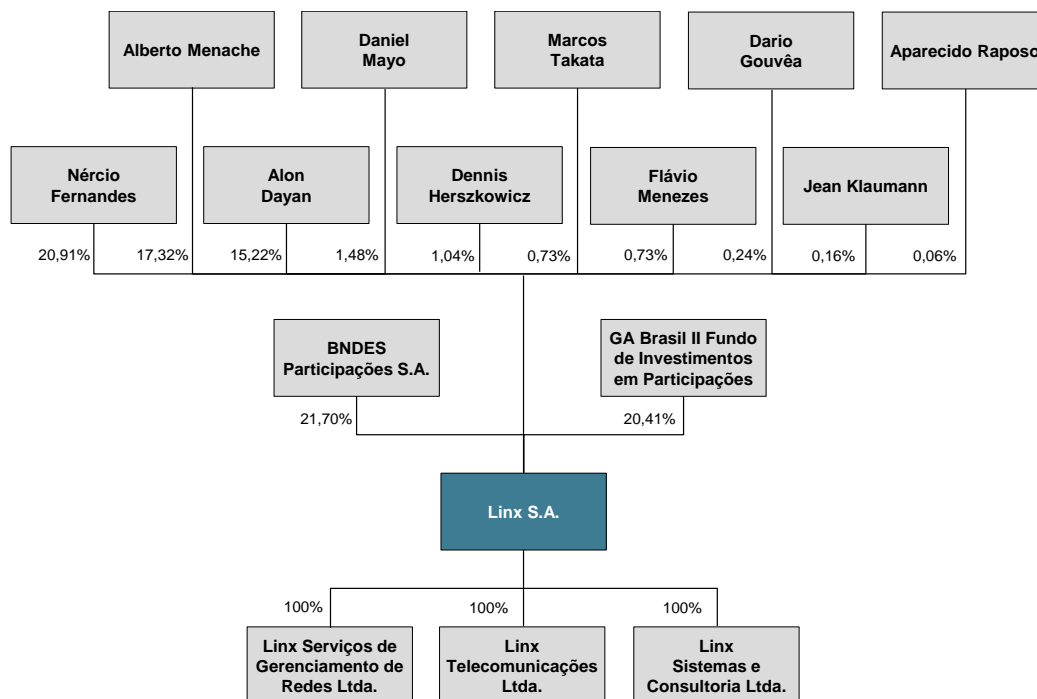 Alberto Menache
Daniel
Mayo
Marcos
Takata
Dario
Gouvêa
Aparecido Raposo
Nércio
Fernandes
Alon
Dayan
Dennis
Herszkowicz
Flávio
Menezes
Jean Klaumann
20,91%
17,32%
15,22%
1,48%
1,04%
0,73%
0,73%
0,24%
0,16%
0,06%
BNDES
Participações S.A.
GA Brasil II Fundo
de Investimentos
em Participações
21,70%
20,41%
Linx S.A.
100%
100%
100%
Linx Serviços de
Gerenciamento de
Redes Ltda.
Linx
Telecomunicações
Ltda.
Linx
Sistemas e
Consultoria Ltda.